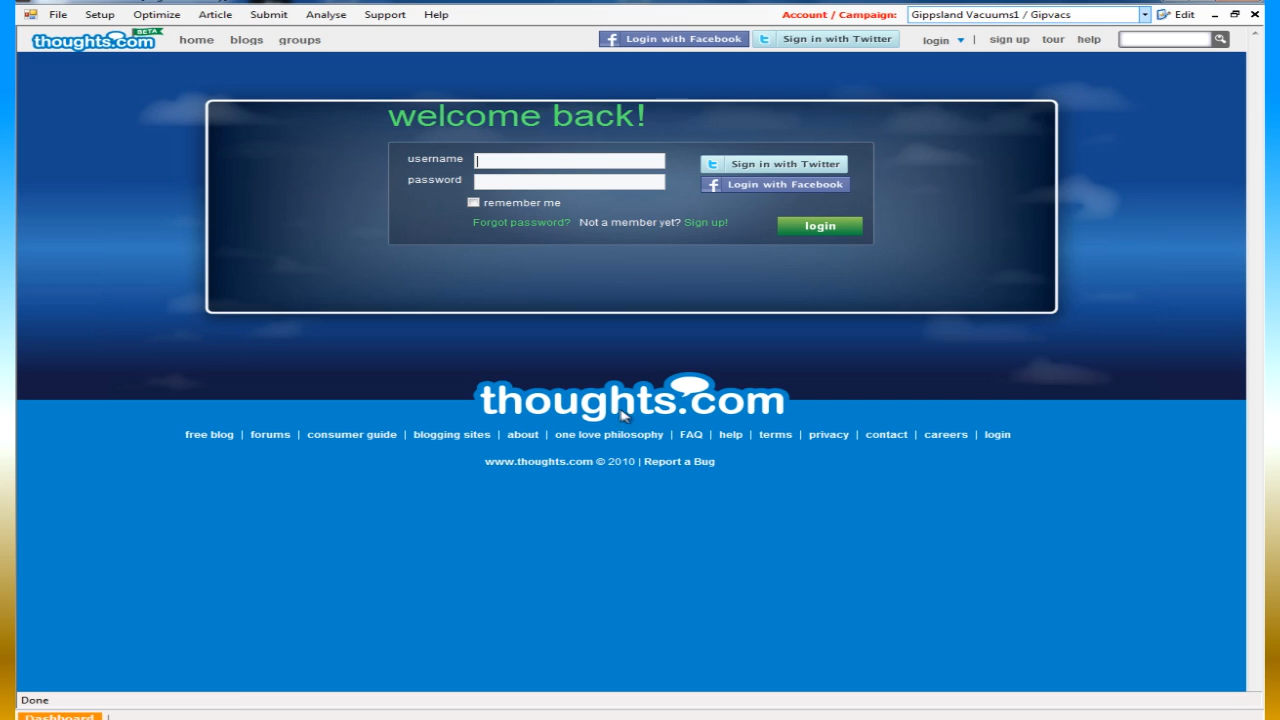 File Setup Optimize Article Submit Analyse Support Help Account / Campaign: Gippsland Vacuums1 / Gipvacs Edit
thoughts.com BETA home blogs groups Login with Facebook Sign in with Twitter login | sign up tour help
welcome back!
username Sign in with Twitter
password Login with Facebook
remember me
Forgot password? Not a member yet? Sign up! login
thoughts.com
free blog | forums | consumer guide | blogging sites | about | one love philosophy | FAQ | help | terms | privacy | contact | careers | login
www.thoughts.com © 2010 | Report a Bug
Done
Dashboard